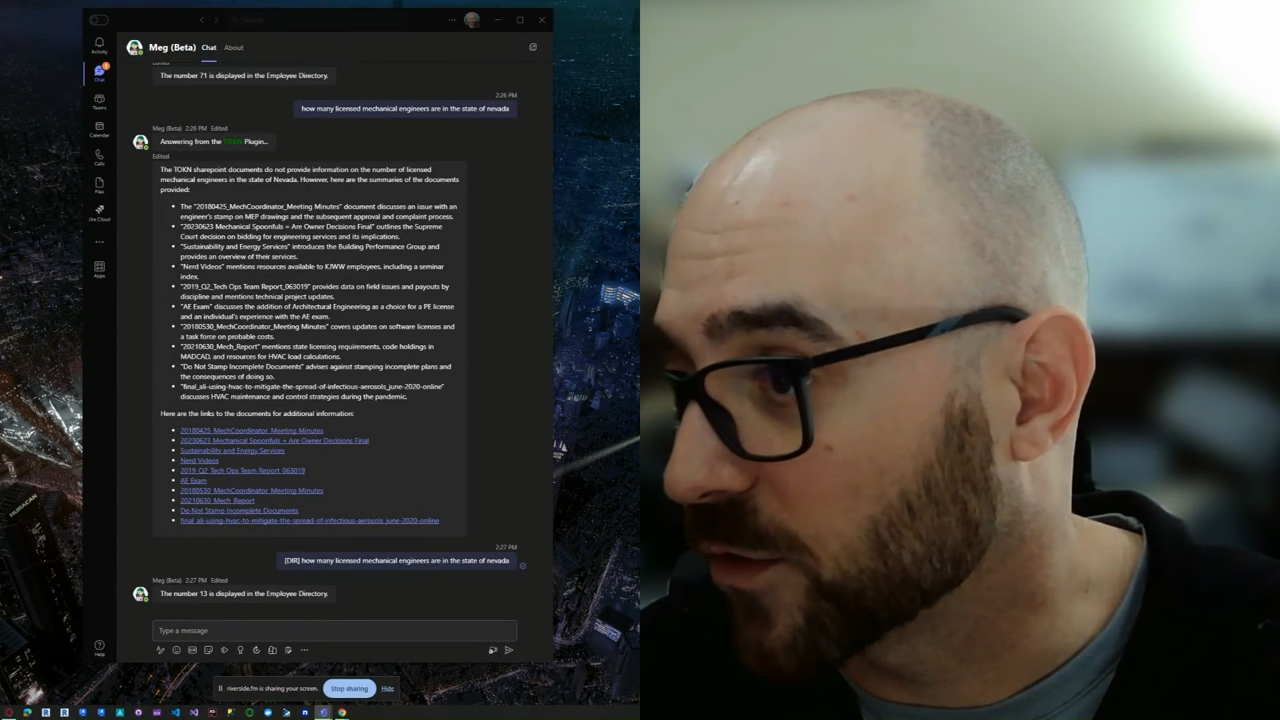 Search
Meg (Beta) Chat About
Activity
Chat
Teams
Calendar
Calls
Files
Jira Cloud
Apps
Help
Edited
The number 71 is displayed in the Employee Directory.
2:26 PM
how many licensed mechanical engineers are in the state of nevada
Meg (Beta) 2:26 PM Edited
Answering from the TOKN Plugin...
Edited
The TOKN sharepoint documents do not provide information on the number of licensed
mechanical engineers in the state of Nevada. However, here are the summaries of the documents
provided:
• The "20180425_MechCoordinator_Meeting Minutes" document discusses an issue with an
engineer's stamp on MEP drawings and the subsequent approval and complaint process.
• "20230623 Mechanical Spoonfuls = Are Owner Decisions Final" outlines the Supreme
Court decision on bidding for engineering services and its implications.
• "Sustainability and Energy Services" introduces the Building Performance Group and
provides an overview of their services.
• "Nerd Videos" mentions resources available to KJWW employees, including a seminar
index.
• "2019_Q2_Tech Ops Team Report_063019" provides data on field issues and payouts by
discipline and mentions technical project updates.
• "AE Exam" discusses the addition of Architectural Engineering as a choice for a PE license
and an individual's experience with the AE exam.
• "20180530_MechCoordinator_Meeting Minutes" covers updates on software licenses and
a task force on probable costs.
• "20210630_Mech_Report" mentions state licensing requirements, code holdings in
MADCAD, and resources for HVAC load calculations.
• "Do Not Stamp Incomplete Documents" advises against stamping incomplete plans and
the consequences of doing so.
• "final_ali-using-hvac-to-mitigate-the-spread-of-infectious-aerosols_june-2020-online"
discusses HVAC maintenance and control strategies during the pandemic.
Here are the links to the documents for additional information:
• 20180425_MechCoordinator_Meeting Minutes
• 20230623 Mechanical Spoonfuls = Are Owner Decisions Final
• Sustainability and Energy Services
• Nerd Videos
• 2019_Q2_Tech Ops Team Report_063019
• AE Exam
• 20180530_MechCoordinator_Meeting Minutes
• 20210630_Mech_Report
• Do Not Stamp Incomplete Documents
• final_ali-using-hvac-to-mitigate-the-spread-of-infectious-aerosols_june-2020-online
2:27 PM
[DIR] how many licensed mechanical engineers are in the state of nevada
Meg (Beta) 2:27 PM Edited
The number 13 is displayed in the Employee Directory.
Type a message
riverside.fm is sharing your screen. Stop sharing Hide
HURACAN